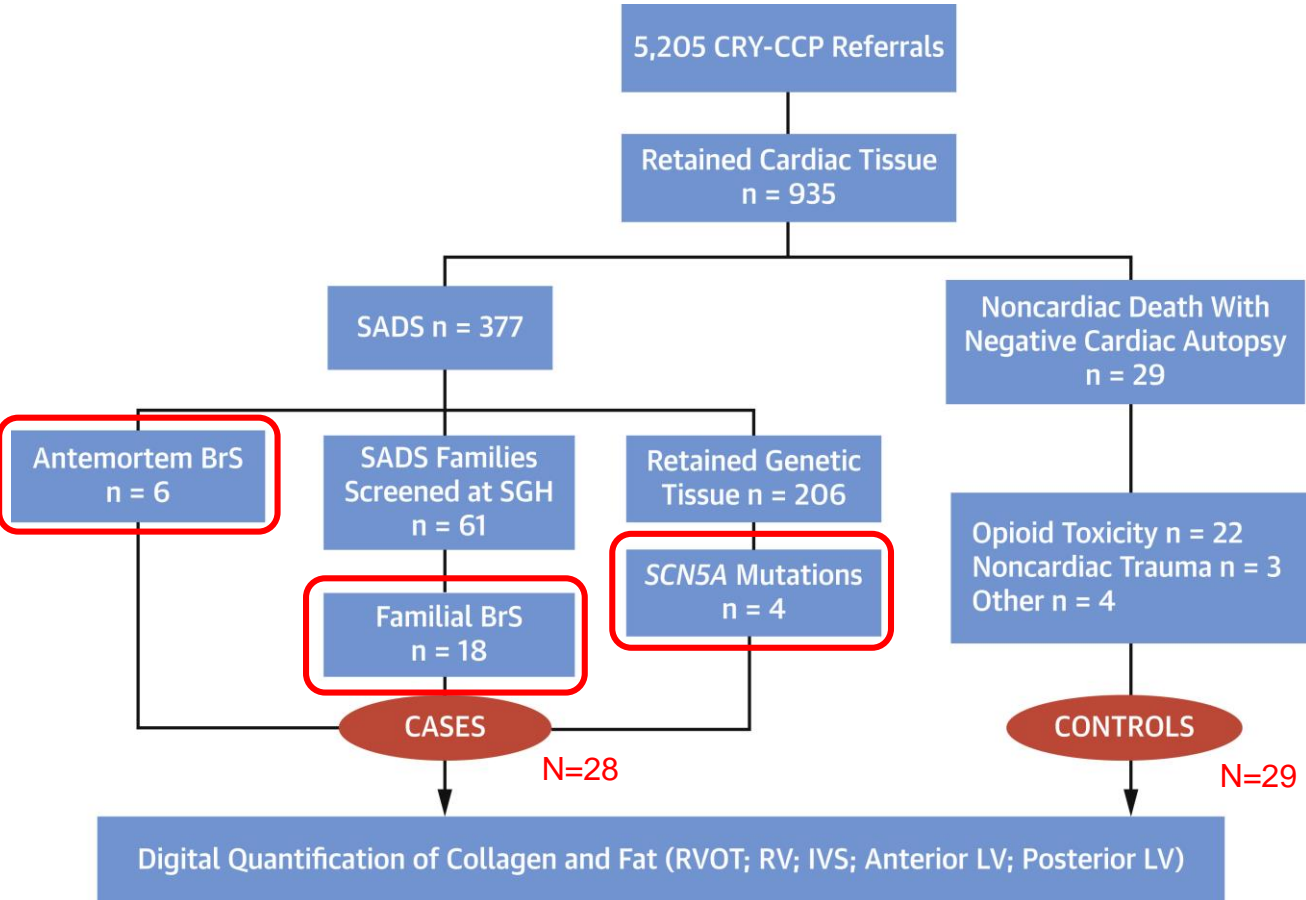 5,205 CRY-CCP Referrals
Retained Cardiac Tissue
n = 935
SADS n = 377
Noncardiac Death With
Negative Cardiac Autopsy
n = 29
Antemortem BrS
n = 6
SADS Families
Screened at SGH
n = 61
Retained Genetic
Tissue n = 206
Opioid Toxicity n = 22
Noncardiac Trauma n = 3
Other n = 4
SCN5A Mutations
n = 4
Familial BrS
n = 18
CASES
N=28
CONTROLS
N=29
Digital Quantification of Collagen and Fat (RVOT; RV; IVS; Anterior LV; Posterior LV)